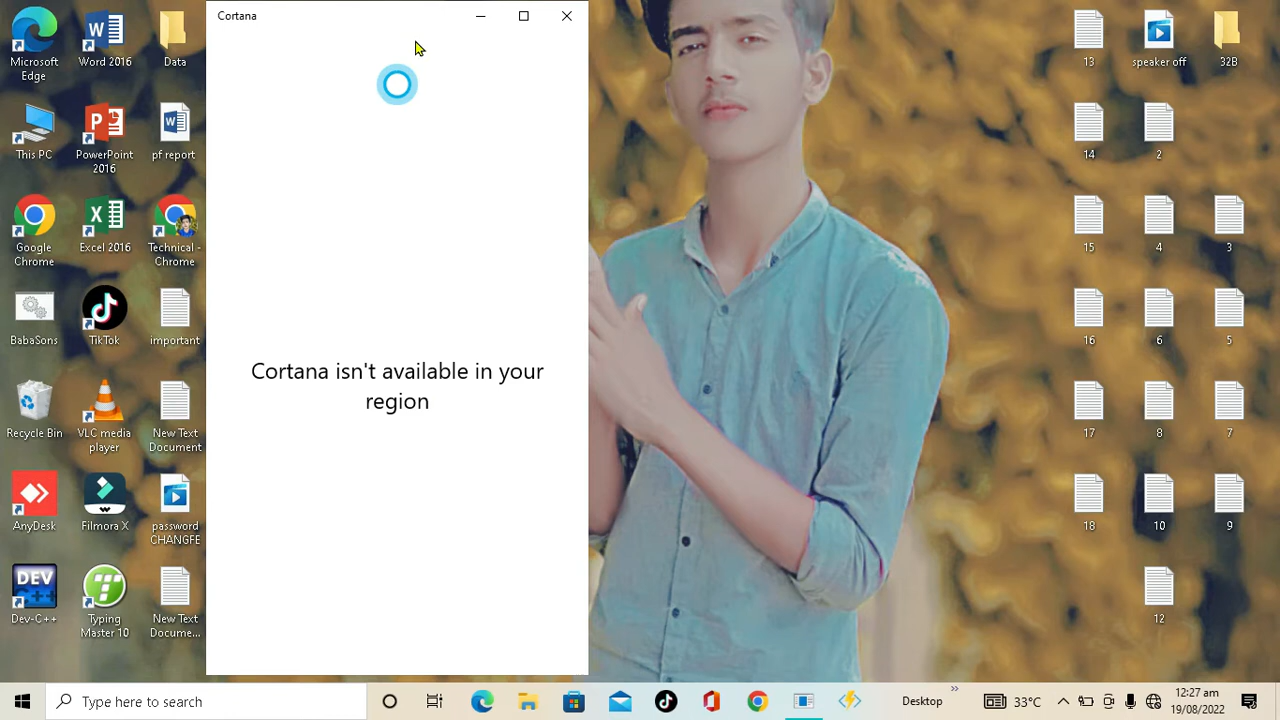 Cortana
Cortana isn't available in your
region
Microsoft
Edge
Word 2016
Data
This PC
PowerPoint
2016
pf report
Google
Chrome
Excel 2016
Technical -
Chrome
BabaSons
TikTok
important
Recycle Bin
VLC media
player
New Text
Document
AnyDesk
Filmora X
password
CHANGE
DEV
C++
Dev-C++
Typing
Master 10
New Text
Docume...
13
speaker off
32B
14
2
15
4
3
16
6
5
17
8
7
18
10
9
12
Type here to search
Desktop
33°C
12:27 am
19/08/2022